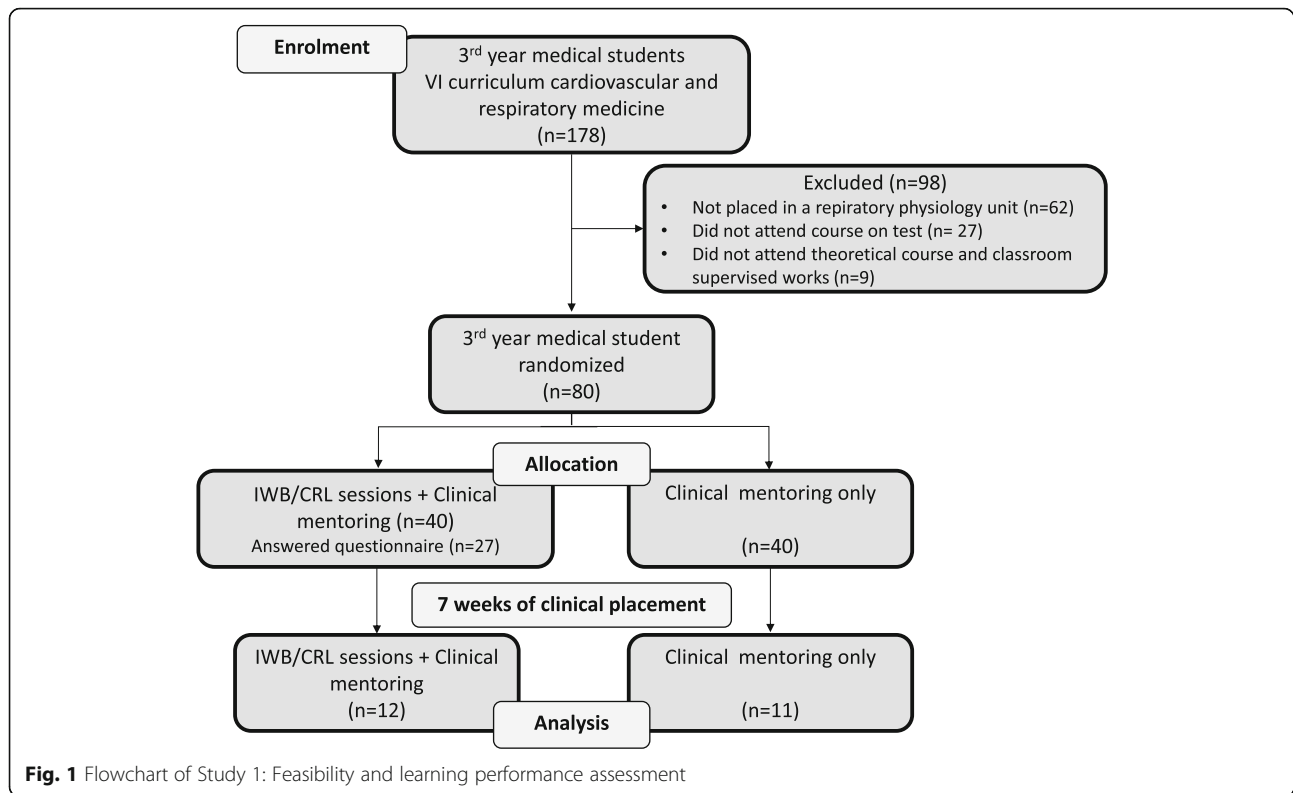 Enrolment
3rd year medical students
VI curriculum cardiovascular and
respiratory medicine
(n=178)
Excluded (n=98)
• Not placed in a repiratory physiology unit (n=62)
• Did not attend course on test (n= 27)
• Did not attend theoretical course and classroom
supervised works (n=9)
3rd year medical student
randomized
(n=80)
Allocation
IWB/CRL sessions + Clinical
mentoring (n=40)
Answered questionnaire (n=27)
Clinical mentoring only
(n=40)
7 weeks of clinical placement
IWB/CRL sessions + Clinical
mentoring
(n=12)
Clinical mentoring only
(n=11)
Analysis
Fig. 1 Flowchart of Study 1: Feasibility and learning performance assessment